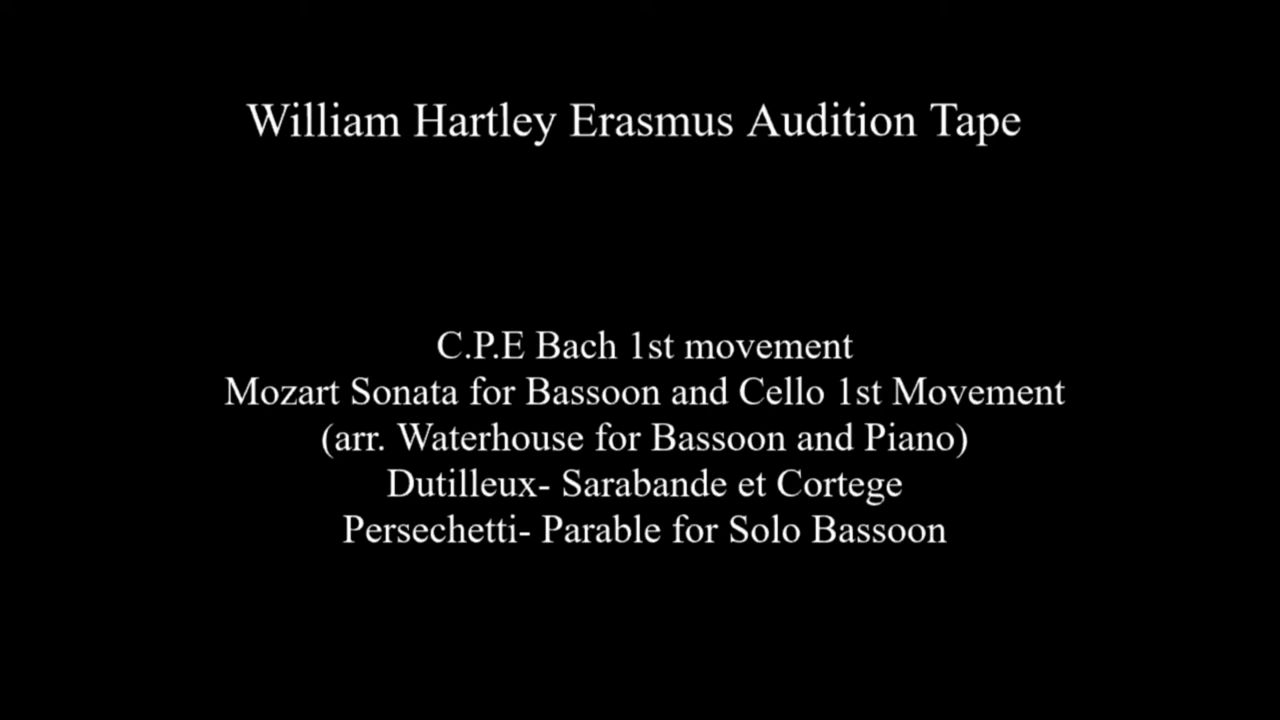 William Hartley Erasmus Audition Tape
C.P.E Bach 1st movement
Mozart Sonata for Bassoon and Cello 1st Movement
(arr. Waterhouse for Bassoon and Piano)
Dutilleux- Sarabande et Cortege
Persechetti- Parable for Solo Bassoon